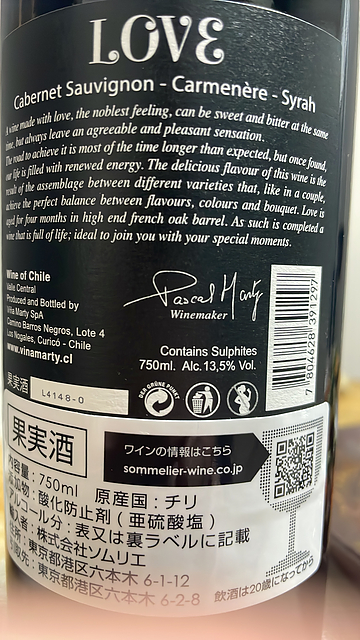 LOVE
Cabernet Sauvignon - Carmenère - Syrah
A wine made with love, the noblest feeling, can be sweet and bitter at the same
time, but always leave an agreeable and pleasant sensation.
The road to achieve it is most of the time longer than expected, but once found,
our life is filled with renewed energy. The delicious flavour of this wine is the
result of the assemblage between different varieties that, like in a couple,
achieve the perfect balance between flavours, colours and bouquet. Love is
aged for four months in high end french oak barrel. As such is completed a
wine that is full of life; ideal to join you with your special moments.
Wine of Chile
Valle Central
Produced and Bottled by
Viña Marty SpA
Camino Barros Negros, Lote 4
Los Nogales, Curicó - Chile
www.vinamarty.cl
Pascal Marty
Winemaker
Contains Sulphites
750ml. Alc.13,5% Vol.
7 804628 391297
果実酒
L4148-0
DER GRÜNE PUNKT
果実酒
ワインの情報はこちら
sommelier-wine.co.jp
内容量：750ml 原産国：チリ
添加物：酸化防止剤（亜硫酸塩）
アルコール分：表又は裏ラベルに記載
輸入者：株式会社ソムリエ
住所：東京都港区六本木 6-1-12
東京都港区六本木 6-2-8
飲酒は20歳になってから